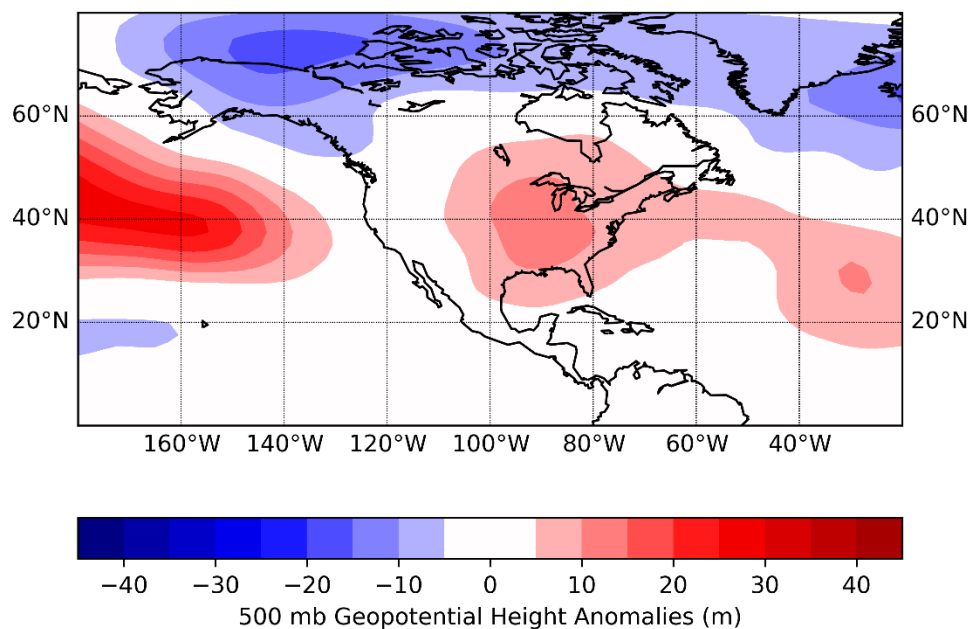 60°N 60°N
40°N 40°N
20°N 20°N
160°W 140°W 120°W 100°W 80°W 60°W 40°W
−40 −30 −20 −10 0 10 20 30 40
500 mb Geopotential Height Anomalies (m)